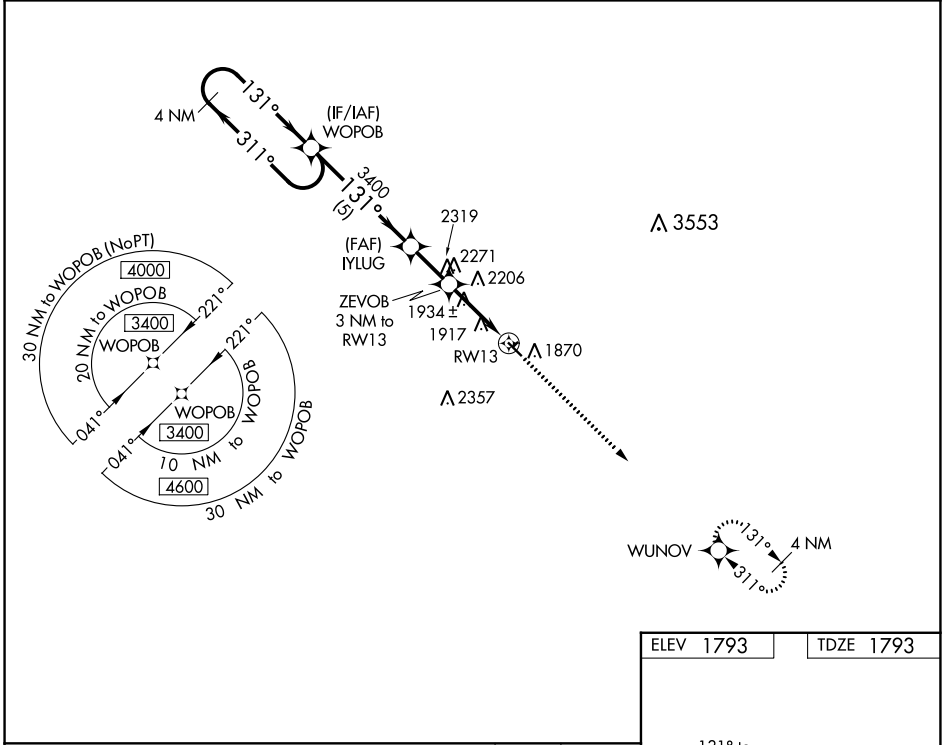 131°
4 NM
311°
(IF/IAF)
WOPOB
3400
131°
(5)
(FAF)
IYLUG
2319
2271
2206
3553
ZEVOB
3 NM to
RW13
1934 ±
1917
RW13
1870
2357
30 NM to WOPOB (NoPT)
4000
20 NM to WOPOB
3400
WOPOB
221°
041°
221°
WOPOB
3400
10 NM to WOPOB
4600
30 NM to WOPOB
041°
WUNOV
131°
4 NM
311°
ELEV 1793
TDZE 1793